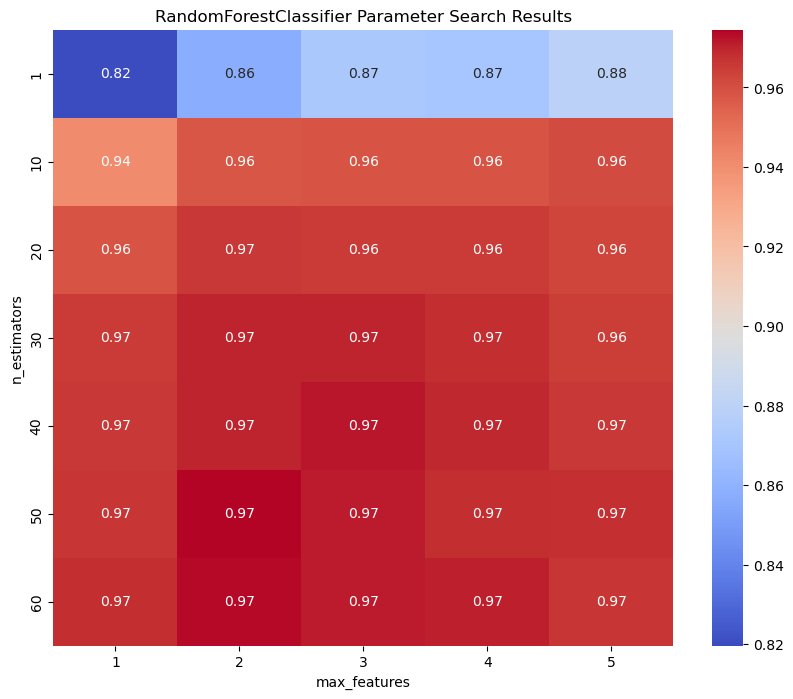 RandomForestClassifier Parameter Search Results
1 0.82 0.86 0.87 0.87 0.88
10 0.94 0.96 0.96 0.96 0.96
20 0.96 0.97 0.96 0.96 0.96
30 0.97 0.97 0.97 0.97 0.96
40 0.97 0.97 0.97 0.97 0.97
50 0.97 0.97 0.97 0.97 0.97
60 0.97 0.97 0.97 0.97 0.97
1 2 3 4 5
n_estimators
max_features
0.96
0.94
0.92
0.90
0.88
0.86
0.84
0.82